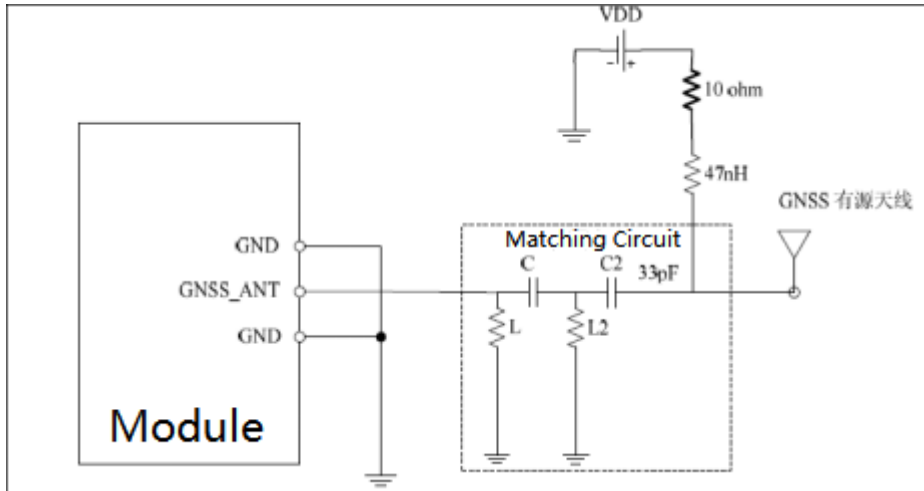 VDD
- +
10 ohm
47nH
GNSS 有源天线
Matching Circuit
C
C2
33pF
GND
GNSS_ANT
L
L2
GND
Module